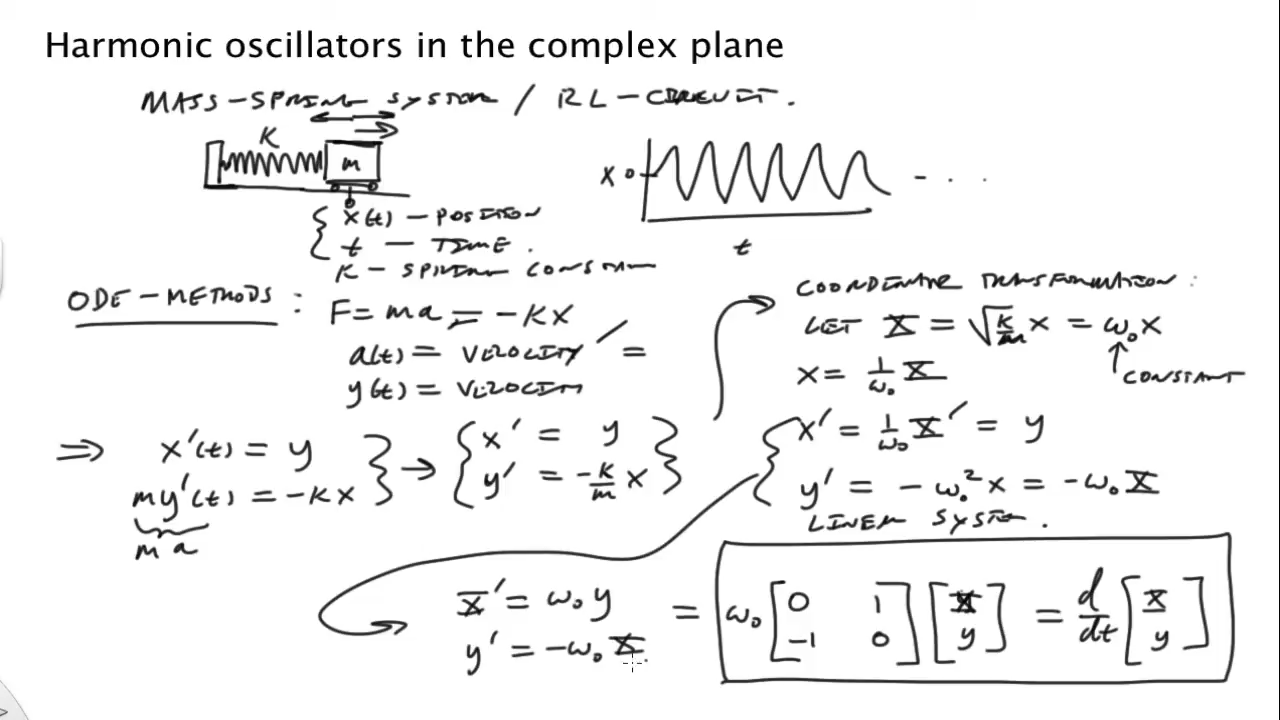 Harmonic oscillators in the complex plane
MASS-SPRING SYSTEM / RL-CIRCUIT.
K
m
x 0
t
- . . .
{ x(t) - POSITION
t - TIME.
K - SPRING CONSTANT
ODE-METHODS :
F = ma = -Kx
a(t) = VELOCITY' =
y(t) = VELOCITY
⇒ x'(t) = y
my'(t) = -Kx }
ma
→ { x' = y
y' = -K/m x }
COORDINATE TRANSFORMATION :
LET X = √(K/m) x = ω₀x
↑ CONSTANT
x = 1/ω₀ X
{ x' = 1/ω₀ X' = y
y' = -ω₀²x = -ω₀X
LINEAR SYSTEM.
X' = ω₀y
y' = -ω₀X.
= ω₀ [0 1; -1 0] [X; y] = d/dt [X; y]